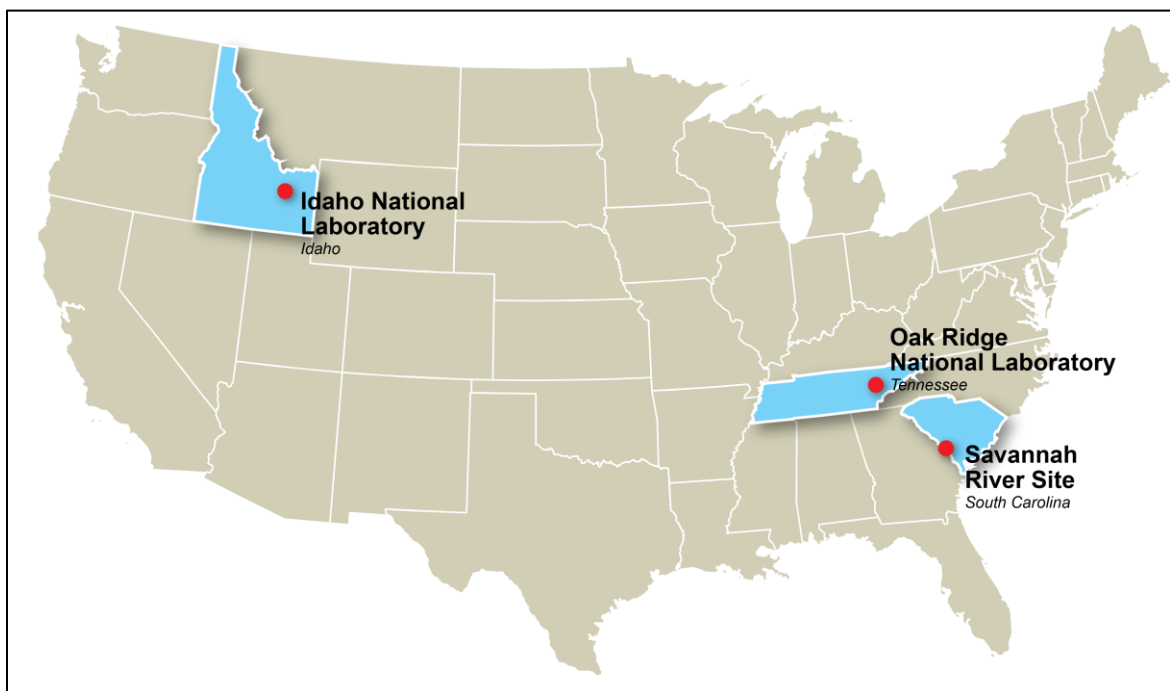 Idaho National
Laboratory
Idaho
Oak Ridge
National Laboratory
Tennessee
Savannah
River Site
South Carolina